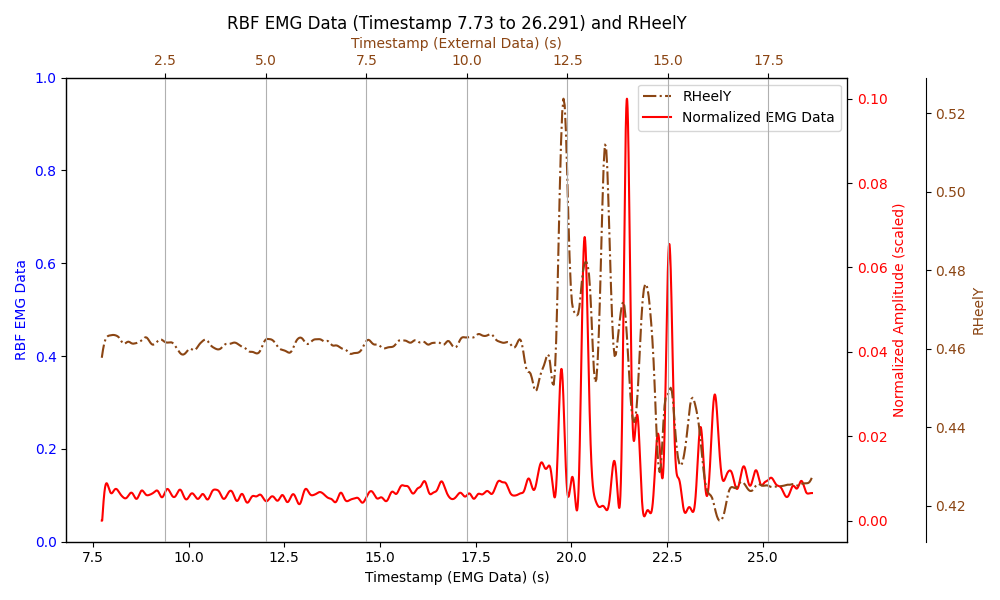 RBF EMG Data (Timestamp 7.73 to 26.291) and RHeelY
Timestamp (External Data) (s)
2.5 5.0 7.5 10.0 12.5 15.0 17.5
RHeelY
Normalized EMG Data
1.0
0.8
0.6
0.4
0.2
0.0
RBF EMG Data
0.10
0.08
0.06
0.04
0.02
0.00
Normalized Amplitude (scaled)
0.52
0.50
0.48
0.46
0.44
0.42
RHeelY
7.5 10.0 12.5 15.0 17.5 20.0 22.5 25.0
Timestamp (EMG Data) (s)